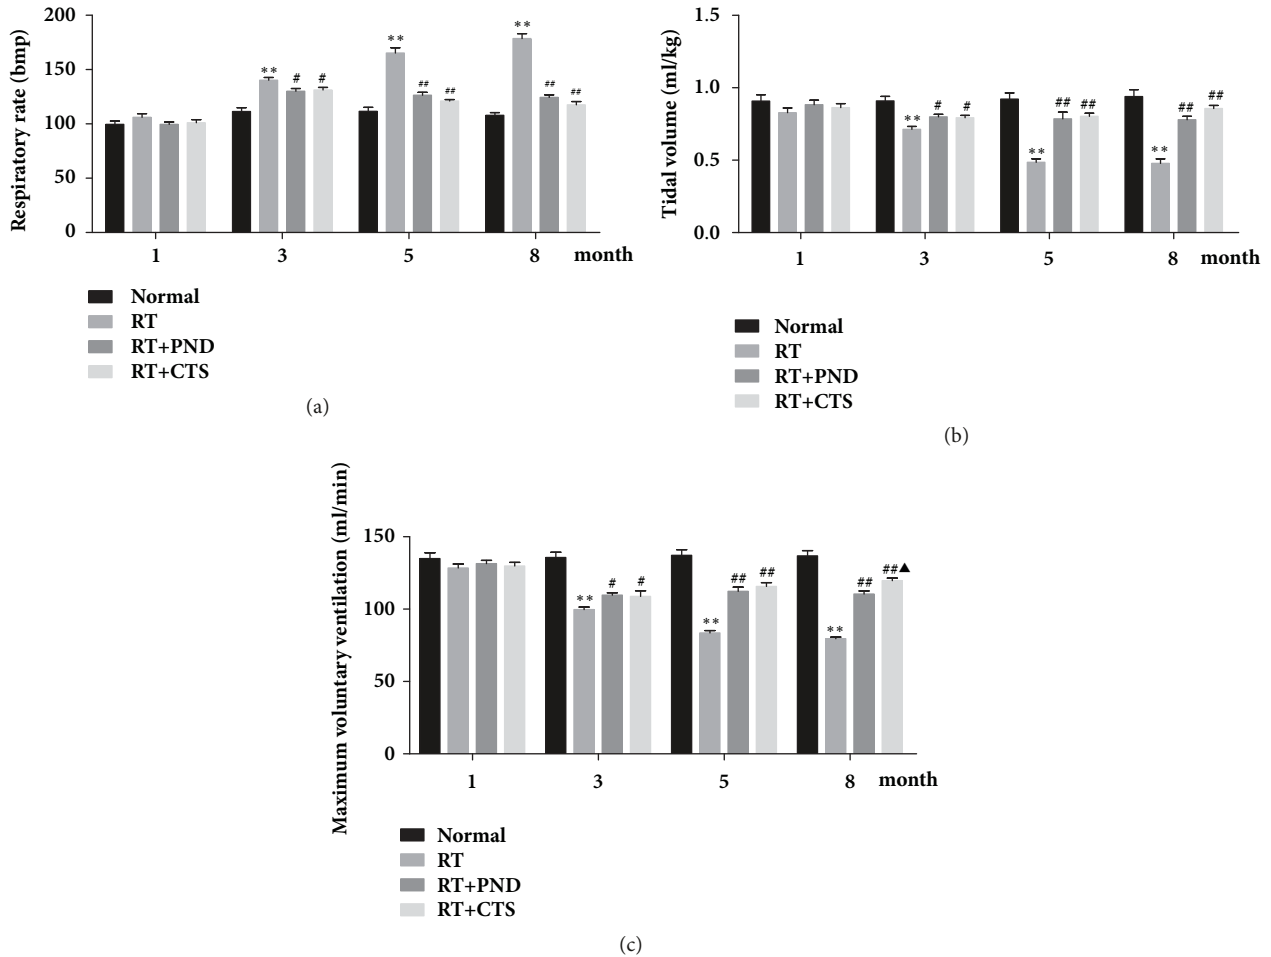 Respiratory rate (bmp)
200
150
100
50
0
**
#
#
**
##
##
**
##
##
1
3
5
8
month
Normal
RT
RT+PND
RT+CTS
(a)
Tidal volume (ml/kg)
1.5
1.0
0.5
0.0
**
#
#
**
##
##
**
##
##
1
3
5
8
month
Normal
RT
RT+PND
RT+CTS
(b)
Maximum voluntary ventilation (ml/min)
150
100
50
0
**
#
#
**
##
##
**
##
##▲
1
3
5
8
month
Normal
RT
RT+PND
RT+CTS
(c)